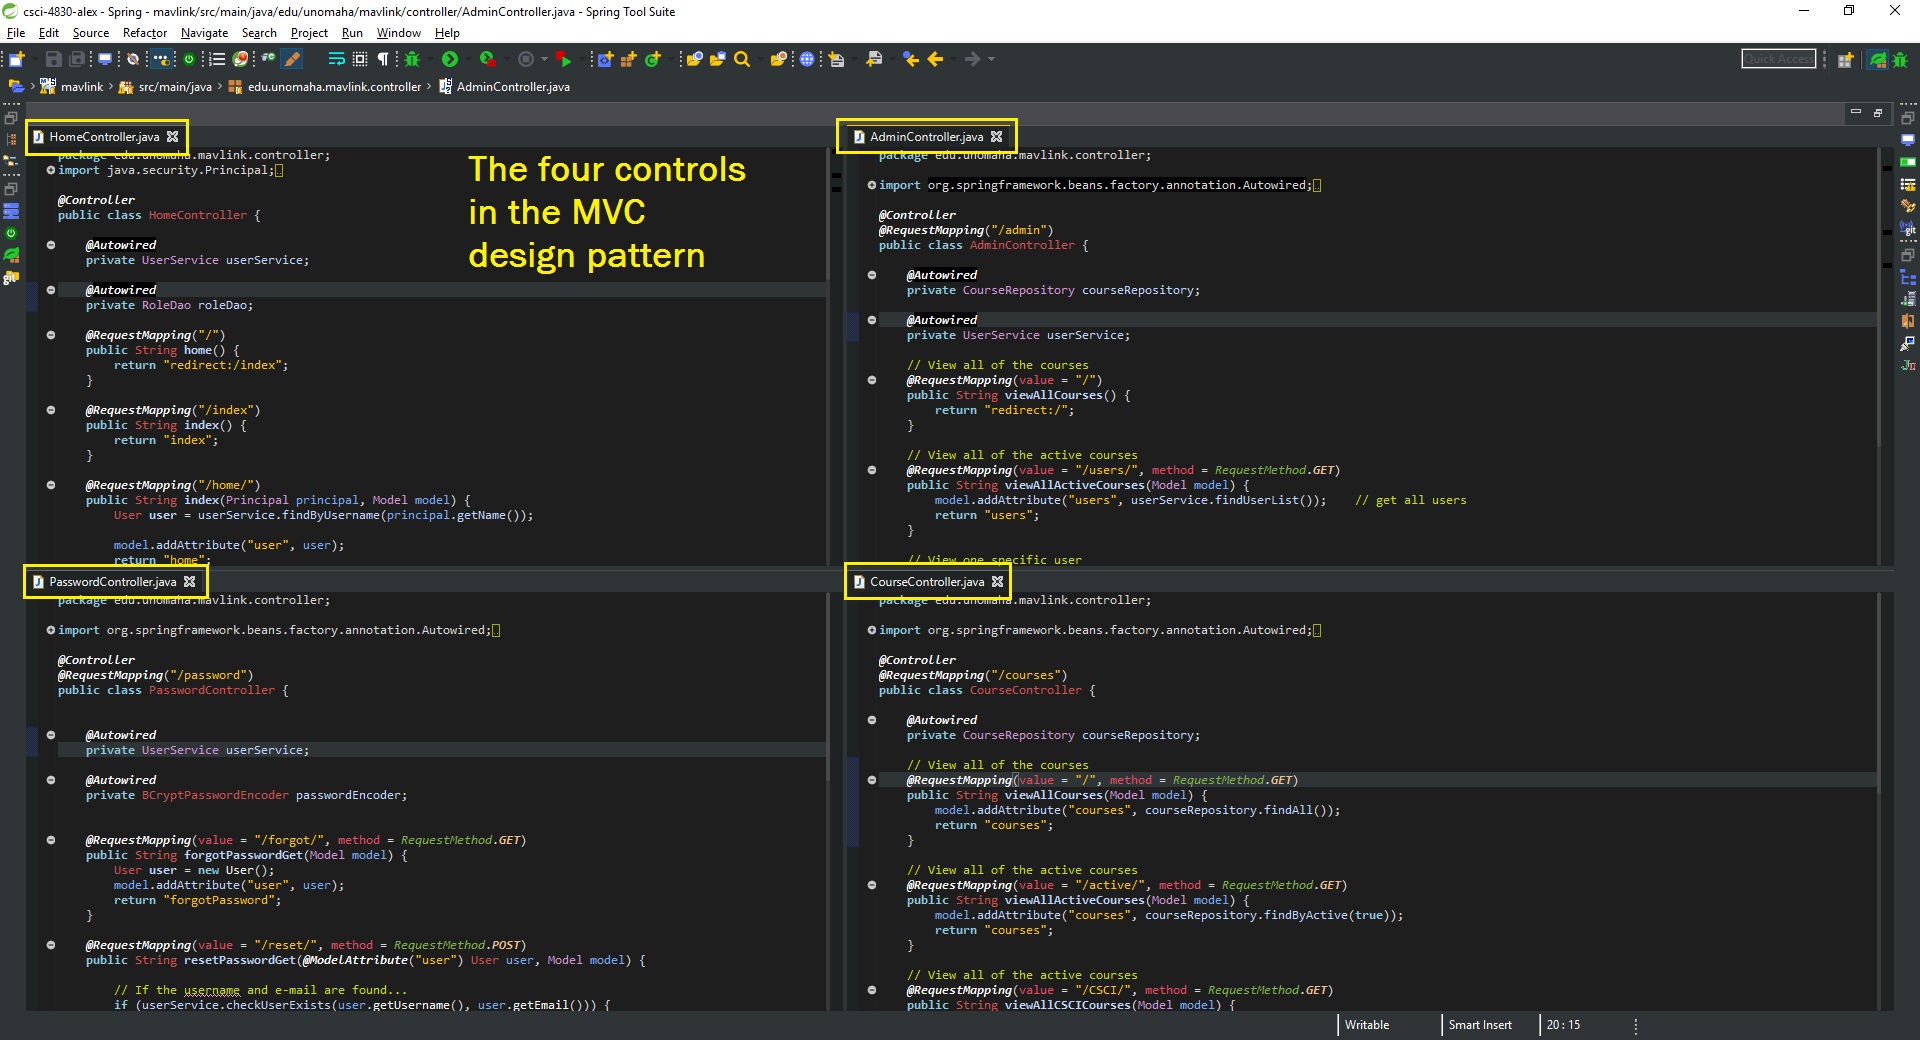 csci-4830-alex - Spring - mavlink/src/main/java/edu/unomaha/mavlink/controller/AdminController.java - Spring Tool Suite
File Edit Source Refactor Navigate Search Project Run Window Help
Quick Access
mavlink src/main/java edu.unomaha.mavlink.controller AdminController.java
HomeController.java
package edu.unomaha.mavlink.controller;
import java.security.Principal;
@Controller
public class HomeController {
@Autowired
private UserService userService;
@Autowired
private RoleDao roleDao;
@RequestMapping("/")
public String home() {
return "redirect:/index";
}
@RequestMapping("/index")
public String index() {
return "index";
}
@RequestMapping("/home/")
public String index(Principal principal, Model model) {
User user = userService.findByUsername(principal.getName());
model.addAttribute("user", user);
return "home";
The four controls
in the MVC
design pattern
AdminController.java
package edu.unomaha.mavlink.controller;
import org.springframework.beans.factory.annotation.Autowired;
@Controller
@RequestMapping("/admin")
public class AdminController {
@Autowired
private CourseRepository courseRepository;
@Autowired
private UserService userService;
// View all of the courses
@RequestMapping(value = "/")
public String viewAllCourses() {
return "redirect:/";
}
// View all of the active courses
@RequestMapping(value = "/users/", method = RequestMethod.GET)
public String viewAllActiveCourses(Model model) {
model.addAttribute("users", userService.findUserList()); // get all users
return "users";
}
// View one specific user
PasswordController.java
package edu.unomaha.mavlink.controller;
import org.springframework.beans.factory.annotation.Autowired;
@Controller
@RequestMapping("/password")
public class PasswordController {
@Autowired
private UserService userService;
@Autowired
private BCryptPasswordEncoder passwordEncoder;
@RequestMapping(value = "/forgot/", method = RequestMethod.GET)
public String forgotPasswordGet(Model model) {
User user = new User();
model.addAttribute("user", user);
return "forgotPassword";
}
@RequestMapping(value = "/reset/", method = RequestMethod.POST)
public String resetPasswordGet(@ModelAttribute("user") User user, Model model) {
// If the username and e-mail are found...
if (userService.checkUserExists(user.getUsername(), user.getEmail())) {
CourseController.java
package edu.unomaha.mavlink.controller;
import org.springframework.beans.factory.annotation.Autowired;
@Controller
@RequestMapping("/courses")
public class CourseController {
@Autowired
private CourseRepository courseRepository;
// View all of the courses
@RequestMapping(value = "/", method = RequestMethod.GET)
public String viewAllCourses(Model model) {
model.addAttribute("courses", courseRepository.findAll());
return "courses";
}
// View all of the active courses
@RequestMapping(value = "/active/", method = RequestMethod.GET)
public String viewAllActiveCourses(Model model) {
model.addAttribute("courses", courseRepository.findByActive(true));
return "courses";
}
// View all of the active courses
@RequestMapping(value = "/CSCI/", method = RequestMethod.GET)
public String viewAllCSCICourses(Model model) {
Writable Smart Insert 20 : 15